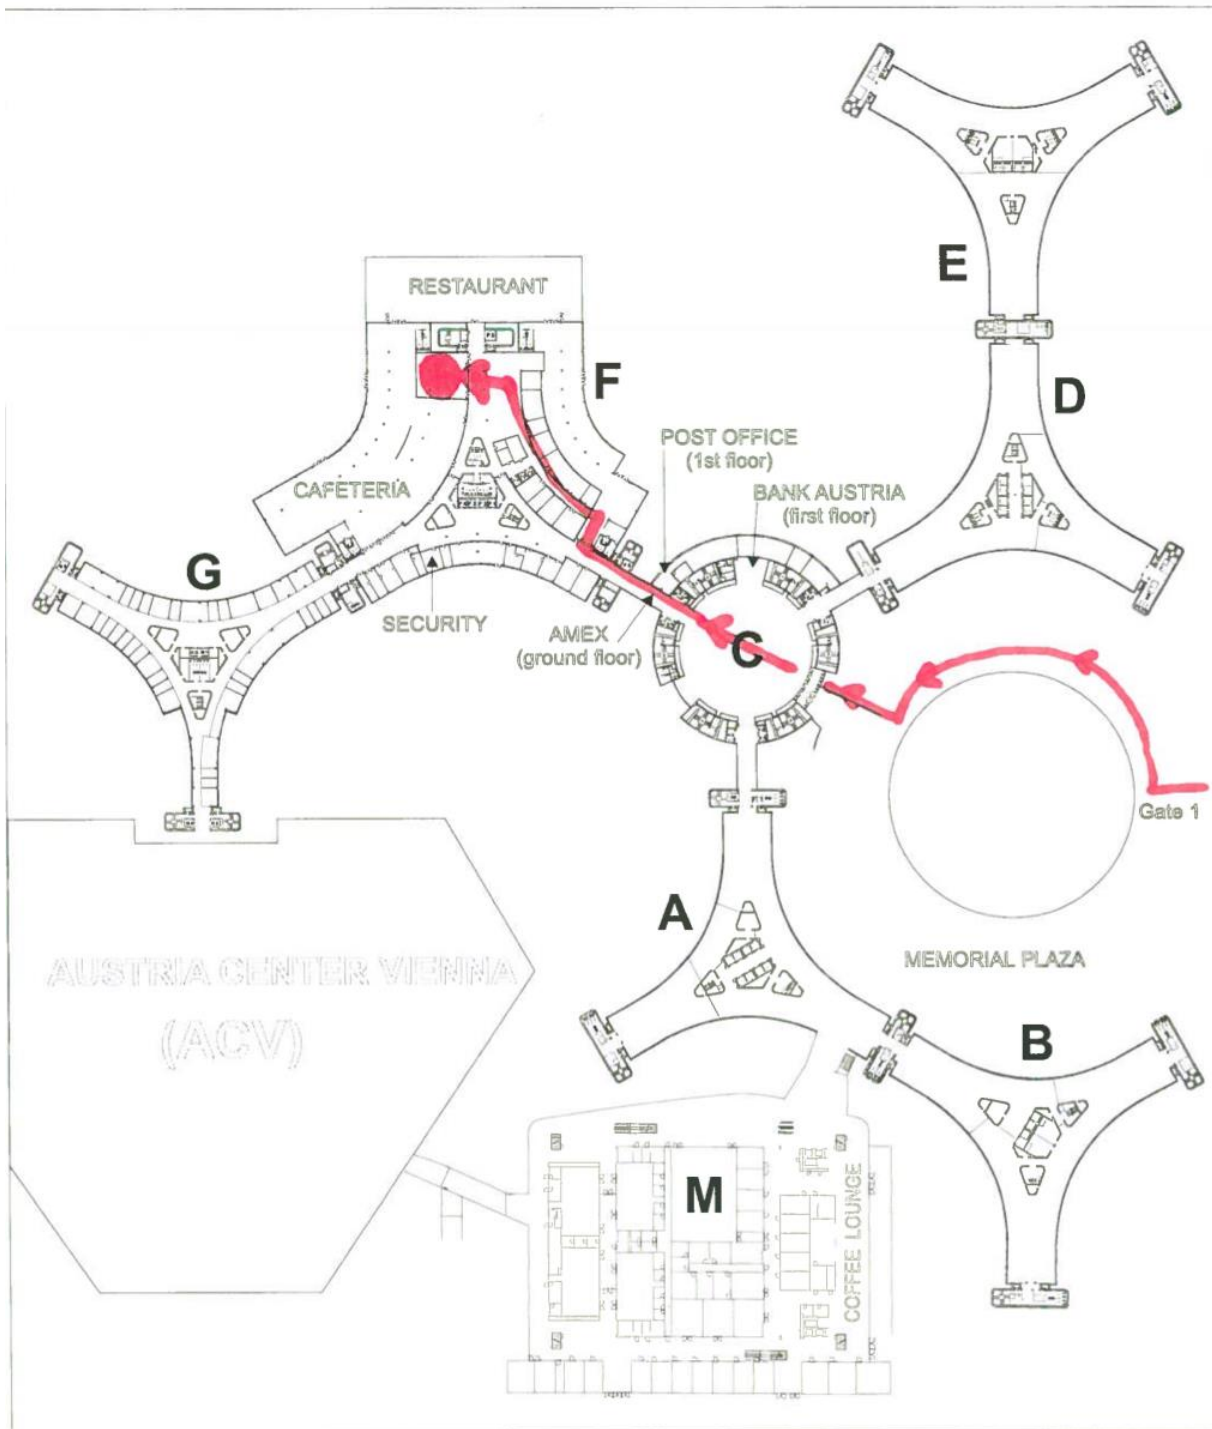 E
RESTAURANT
F
D
POST OFFICE
(1st floor)
BANK AUSTRIA
(first floor)
CAFETERIA
G
SECURITY
AMEX
(ground floor)
C
Gate 1
A
MEMORIAL PLAZA
AUSTRIA CENTER VIENNA
(ACV)
B
M
COFFEE LOUNGE